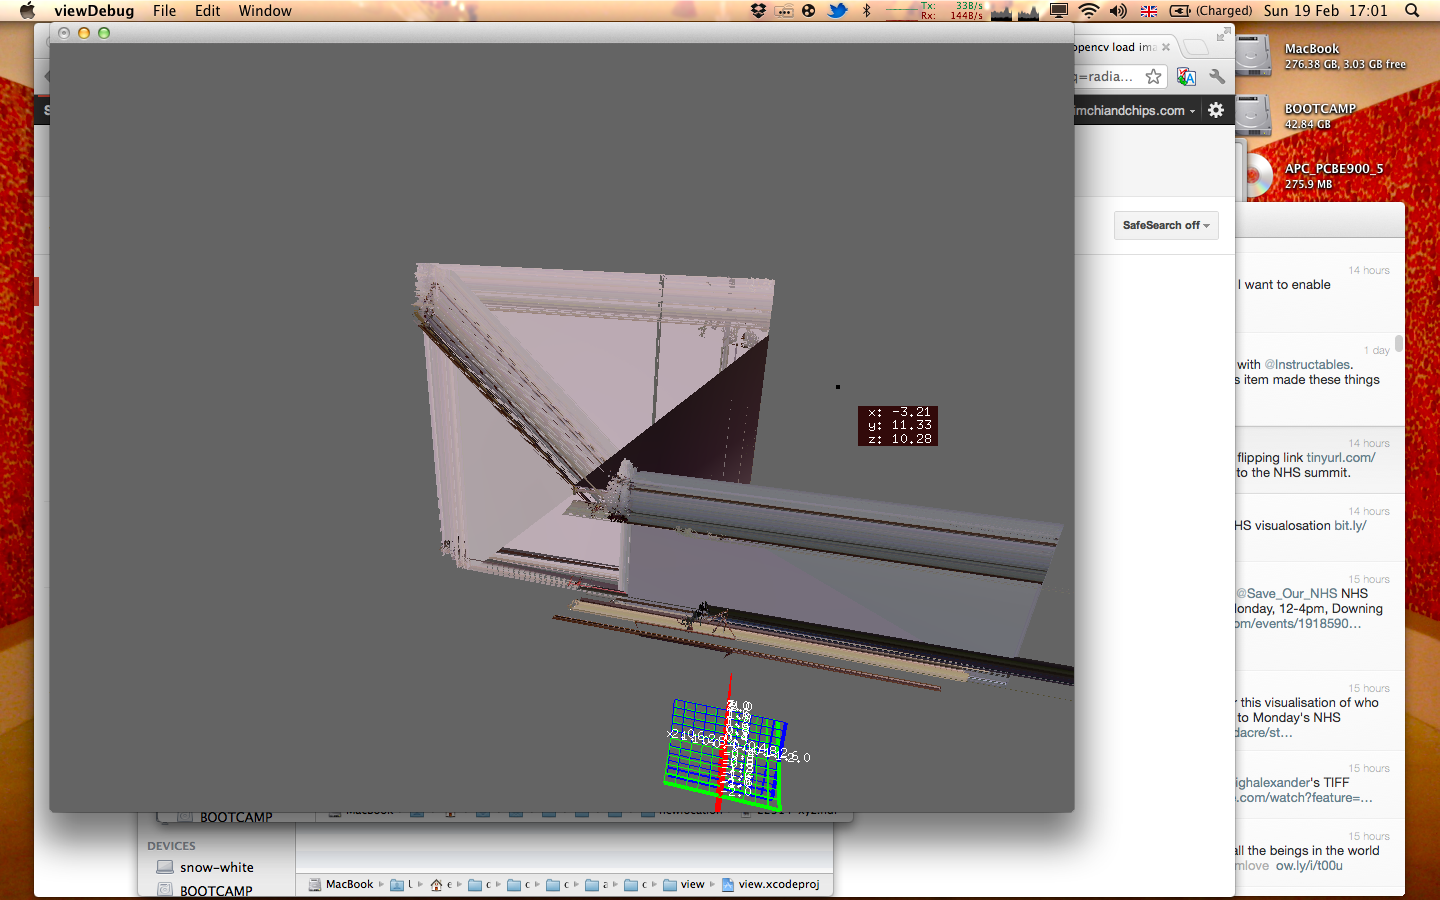 viewDebug File Edit Window
Tx: 33B/s
Rx: 144B/s
(Charged) Sun 19 Feb 17:01
opencv load ima
q=radia...
imchiandchips.com
SafeSearch off
MacBook
276.38 GB, 3.03 GB free
BOOTCAMP
42.84 GB
APC_PCBE900_5
275.9 MB
x: -3.21
y: 11.33
z: 10.28
14 hours
I want to enable
1 day
with @Instructables.
s item made these things
14 hours
flipping link tinyurl.com/
to the NHS summit.
14 hours
HS visualosation bit.ly/
15 hours
@Save_Our_NHS NHS
londay, 12-4pm, Downing
om/events/1918590...
15 hours
r this visualisation of who
to Monday's NHS
dacre/st...
15 hours
ighalexander's TIFF
e.com/watch?feature=...
15 hours
all the beings in the world
mlove ow.ly/i/t00u
BOOTCAMP
DEVICES
snow-white
BOOTCAMP
MacBook
view
view.xcodeproj